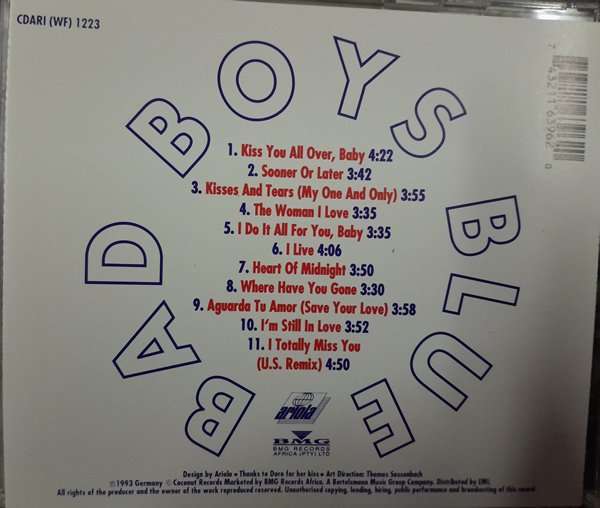 CDARI (WF) 1223
BAD BOYS BLUE
7 43211 63962 0
1. Kiss You All Over, Baby 4:22
2. Sooner Or Later 3:42
3. Kisses And Tears (My One And Only) 3:55
4. The Woman I Love 3:35
5. I Do It All For You, Baby 3:35
6. I Live 4:06
7. Heart Of Midnight 3:50
8. Where Have You Gone 3:30
9. Aguarda Tu Amor (Save Your Love) 3:58
10. I'm Still In Love 3:52
11. I Totally Miss You
(U.S. Remix) 4:50
ariola
BMG
BMG RECORDS
AFRICA (PTY) LTD
Design by Ariola • Thanks to Dora for her kiss • Art Direction: Thomas Sassenbach
℗ 1993 Germany © Coconut Records Marketed by BMG Records Africa. A Bertelsmann Music Group Company. Distributed by EMI.
All rights of the producer and the owner of the work reproduced reserved. Unauthorised copying, lending, hiring, public performance and broadcasting of this record